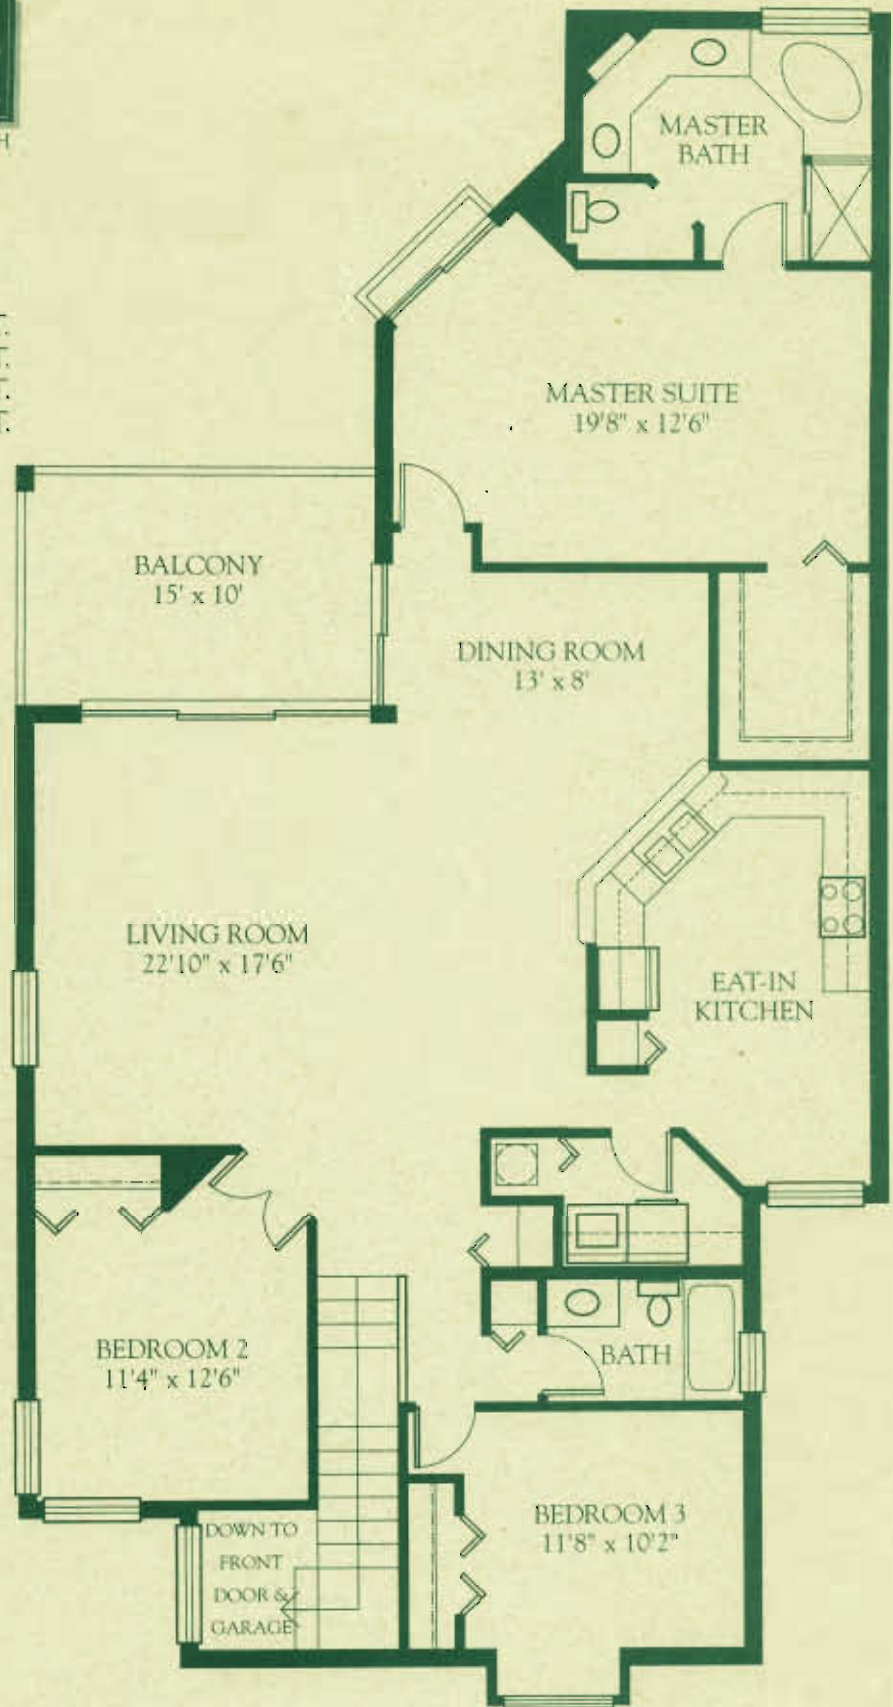 H
MASTER
BATH
MASTER SUITE
19'8" x 12'6"
BALCONY
15' x 10'
DINING ROOM
13' x 8'
LIVING ROOM
22'10" x 17'6"
EAT-IN
KITCHEN
BEDROOM 2
11'4" x 12'6"
BATH
BEDROOM 3
11'8" x 10'2"
DOWN TO
FRONT
DOOR &
GARAGE